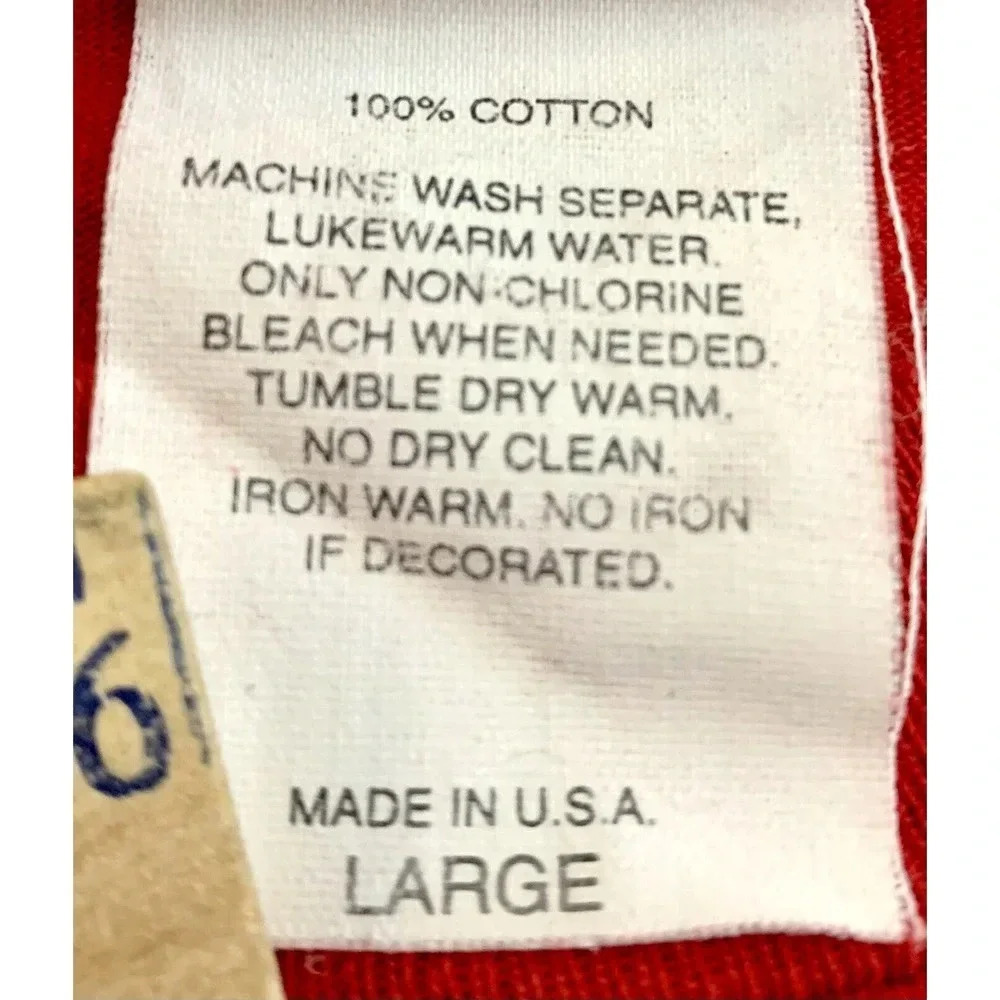 100% COTTON
MACHINE WASH SEPARATE,
LUKEWARM WATER.
ONLY NON-CHLORINE
BLEACH WHEN NEEDED.
TUMBLE DRY WARM.
NO DRY CLEAN.
IRON WARM. NO IRON
IF DECORATED.
6
MADE IN U.S.A.
LARGE